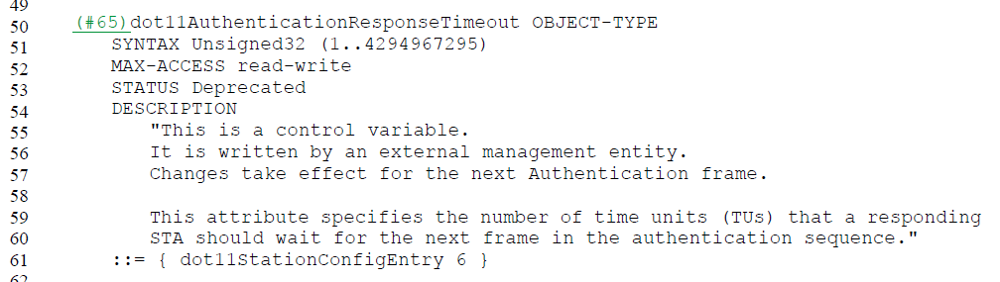 49
50 (#65)dot11AuthenticationResponseTimeout OBJECT-TYPE
51 SYNTAX Unsigned32 (1..4294967295)
52 MAX-ACCESS read-write
53 STATUS Deprecated
54 DESCRIPTION
55 "This is a control variable.
56 It is written by an external management entity.
57 Changes take effect for the next Authentication frame.
58
59 This attribute specifies the number of time units (TUs) that a responding
60 STA should wait for the next frame in the authentication sequence."
61 ::= { dot11StationConfigEntry 6 }
62